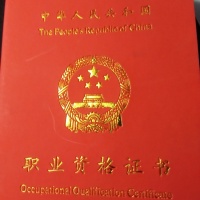 中华人民共和国
The People's Republic of China
职业资格证书
Occupational Qualification Certificate